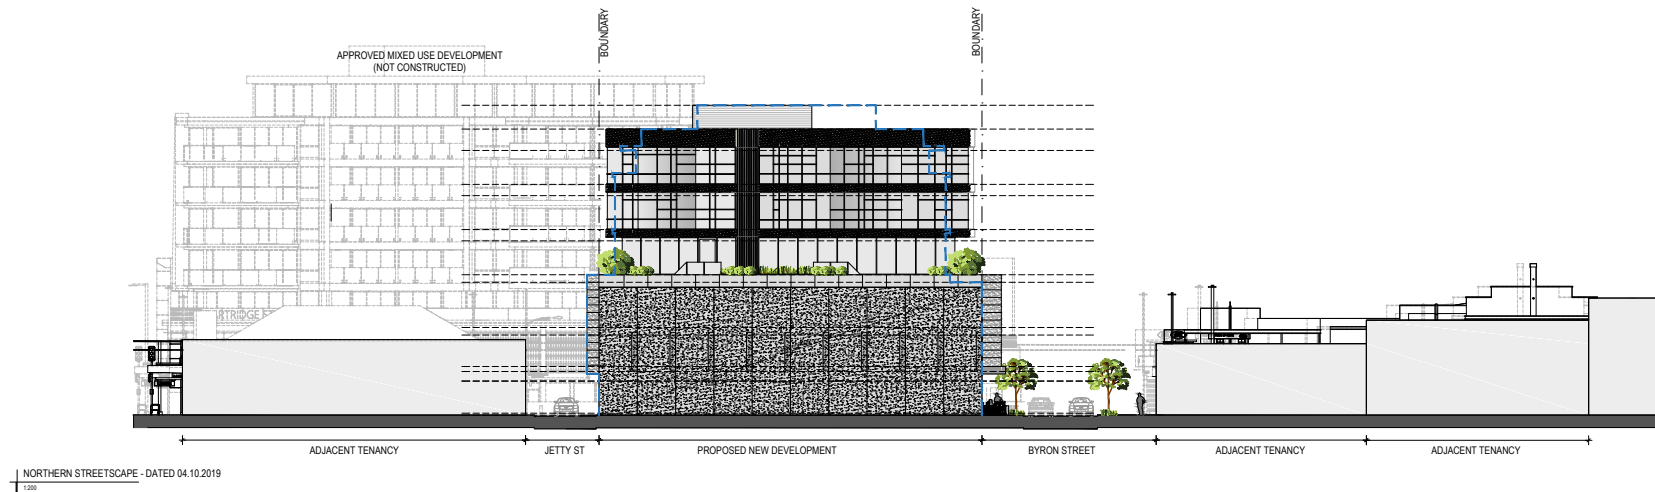 BOUNDARY
BOUNDARY
APPROVED MIXED USE DEVELOPMENT
(NOT CONSTRUCTED)
RTRIDGE
ADJACENT TENANCY
JETTY ST
PROPOSED NEW DEVELOPMENT
BYRON STREET
ADJACENT TENANCY
ADJACENT TENANCY
NORTHERN STREETSCAPE - DATED 04.10.2019
1:200